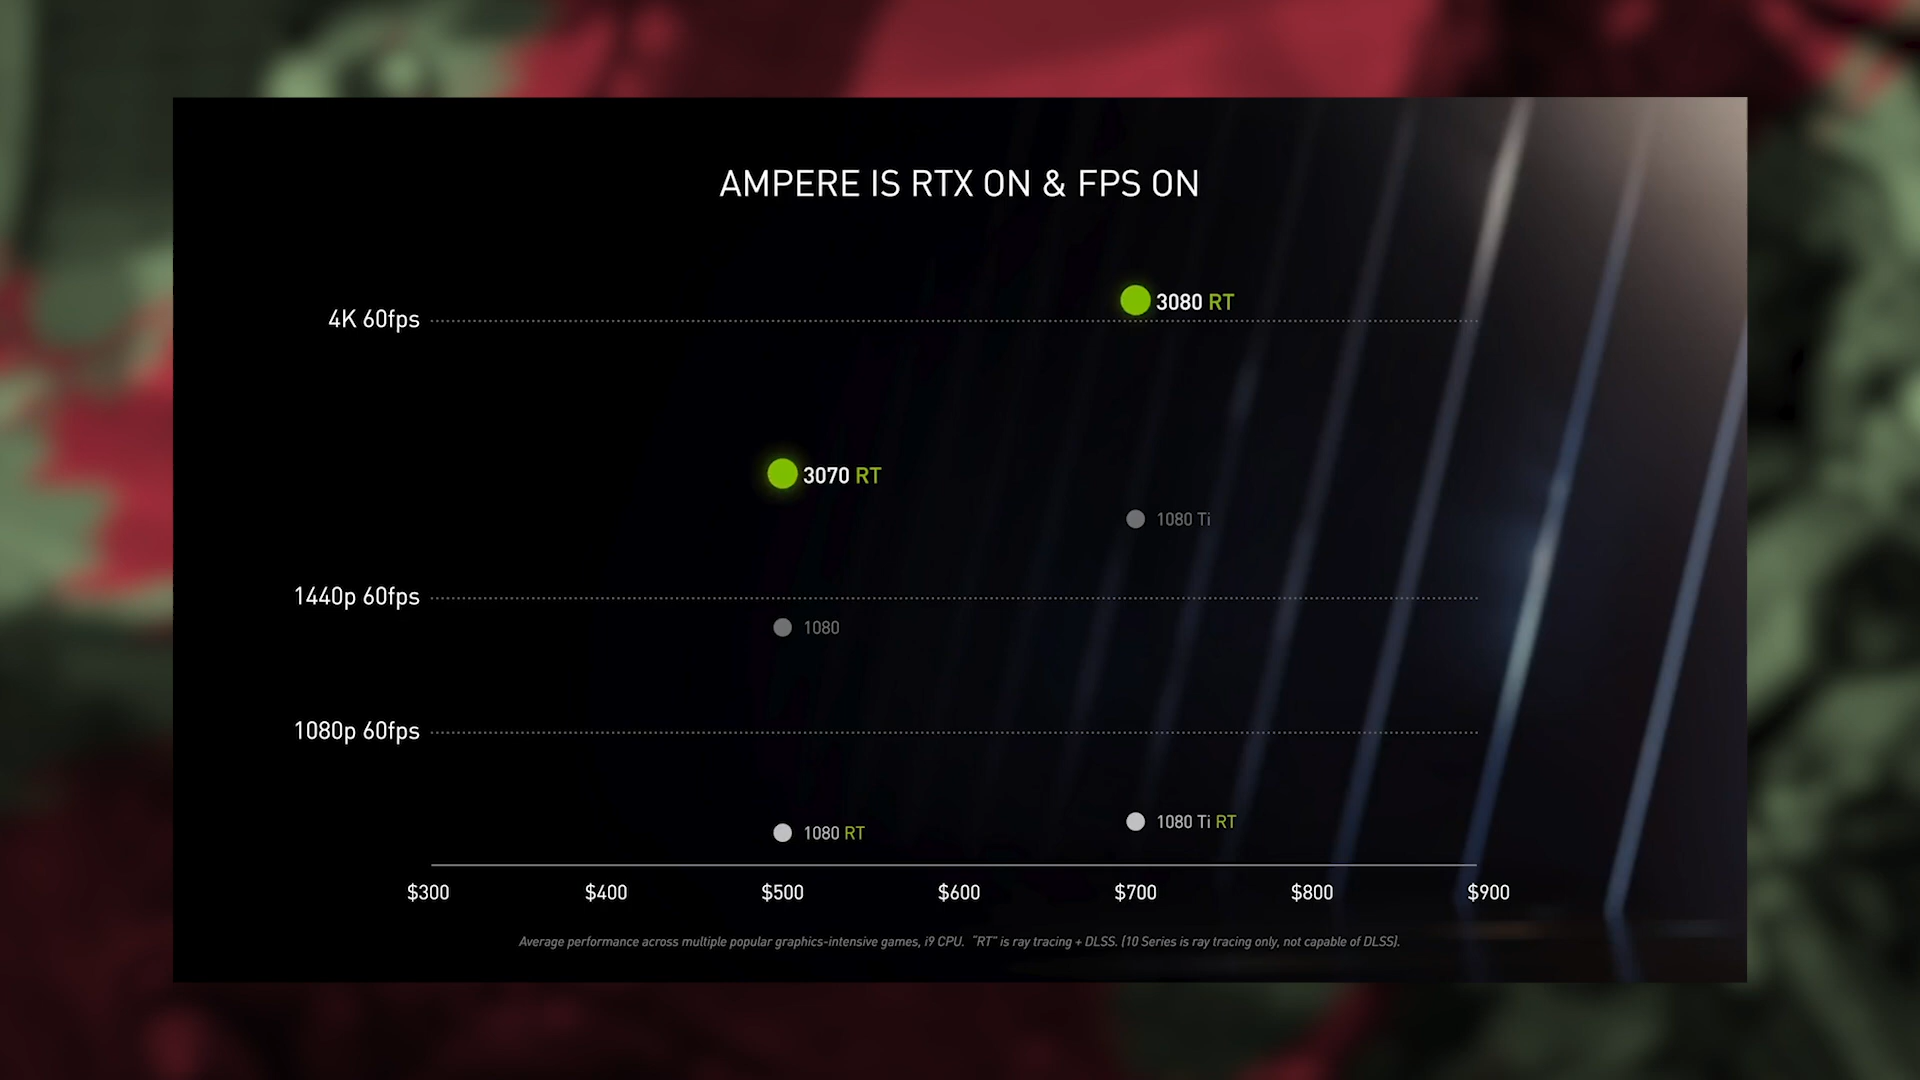 AMPERE IS RTX ON & FPS ON
4K 60fps
3080 RT
3070 RT
1080 Ti
1440p 60fps
1080
1080p 60fps
1080 RT
1080 Ti RT
$300 $400 $500 $600 $700 $800 $900
Average performance across multiple popular graphics-intensive games, i9 CPU. "RT" is ray tracing + DLSS. (10 Series is ray tracing only, not capable of DLSS).